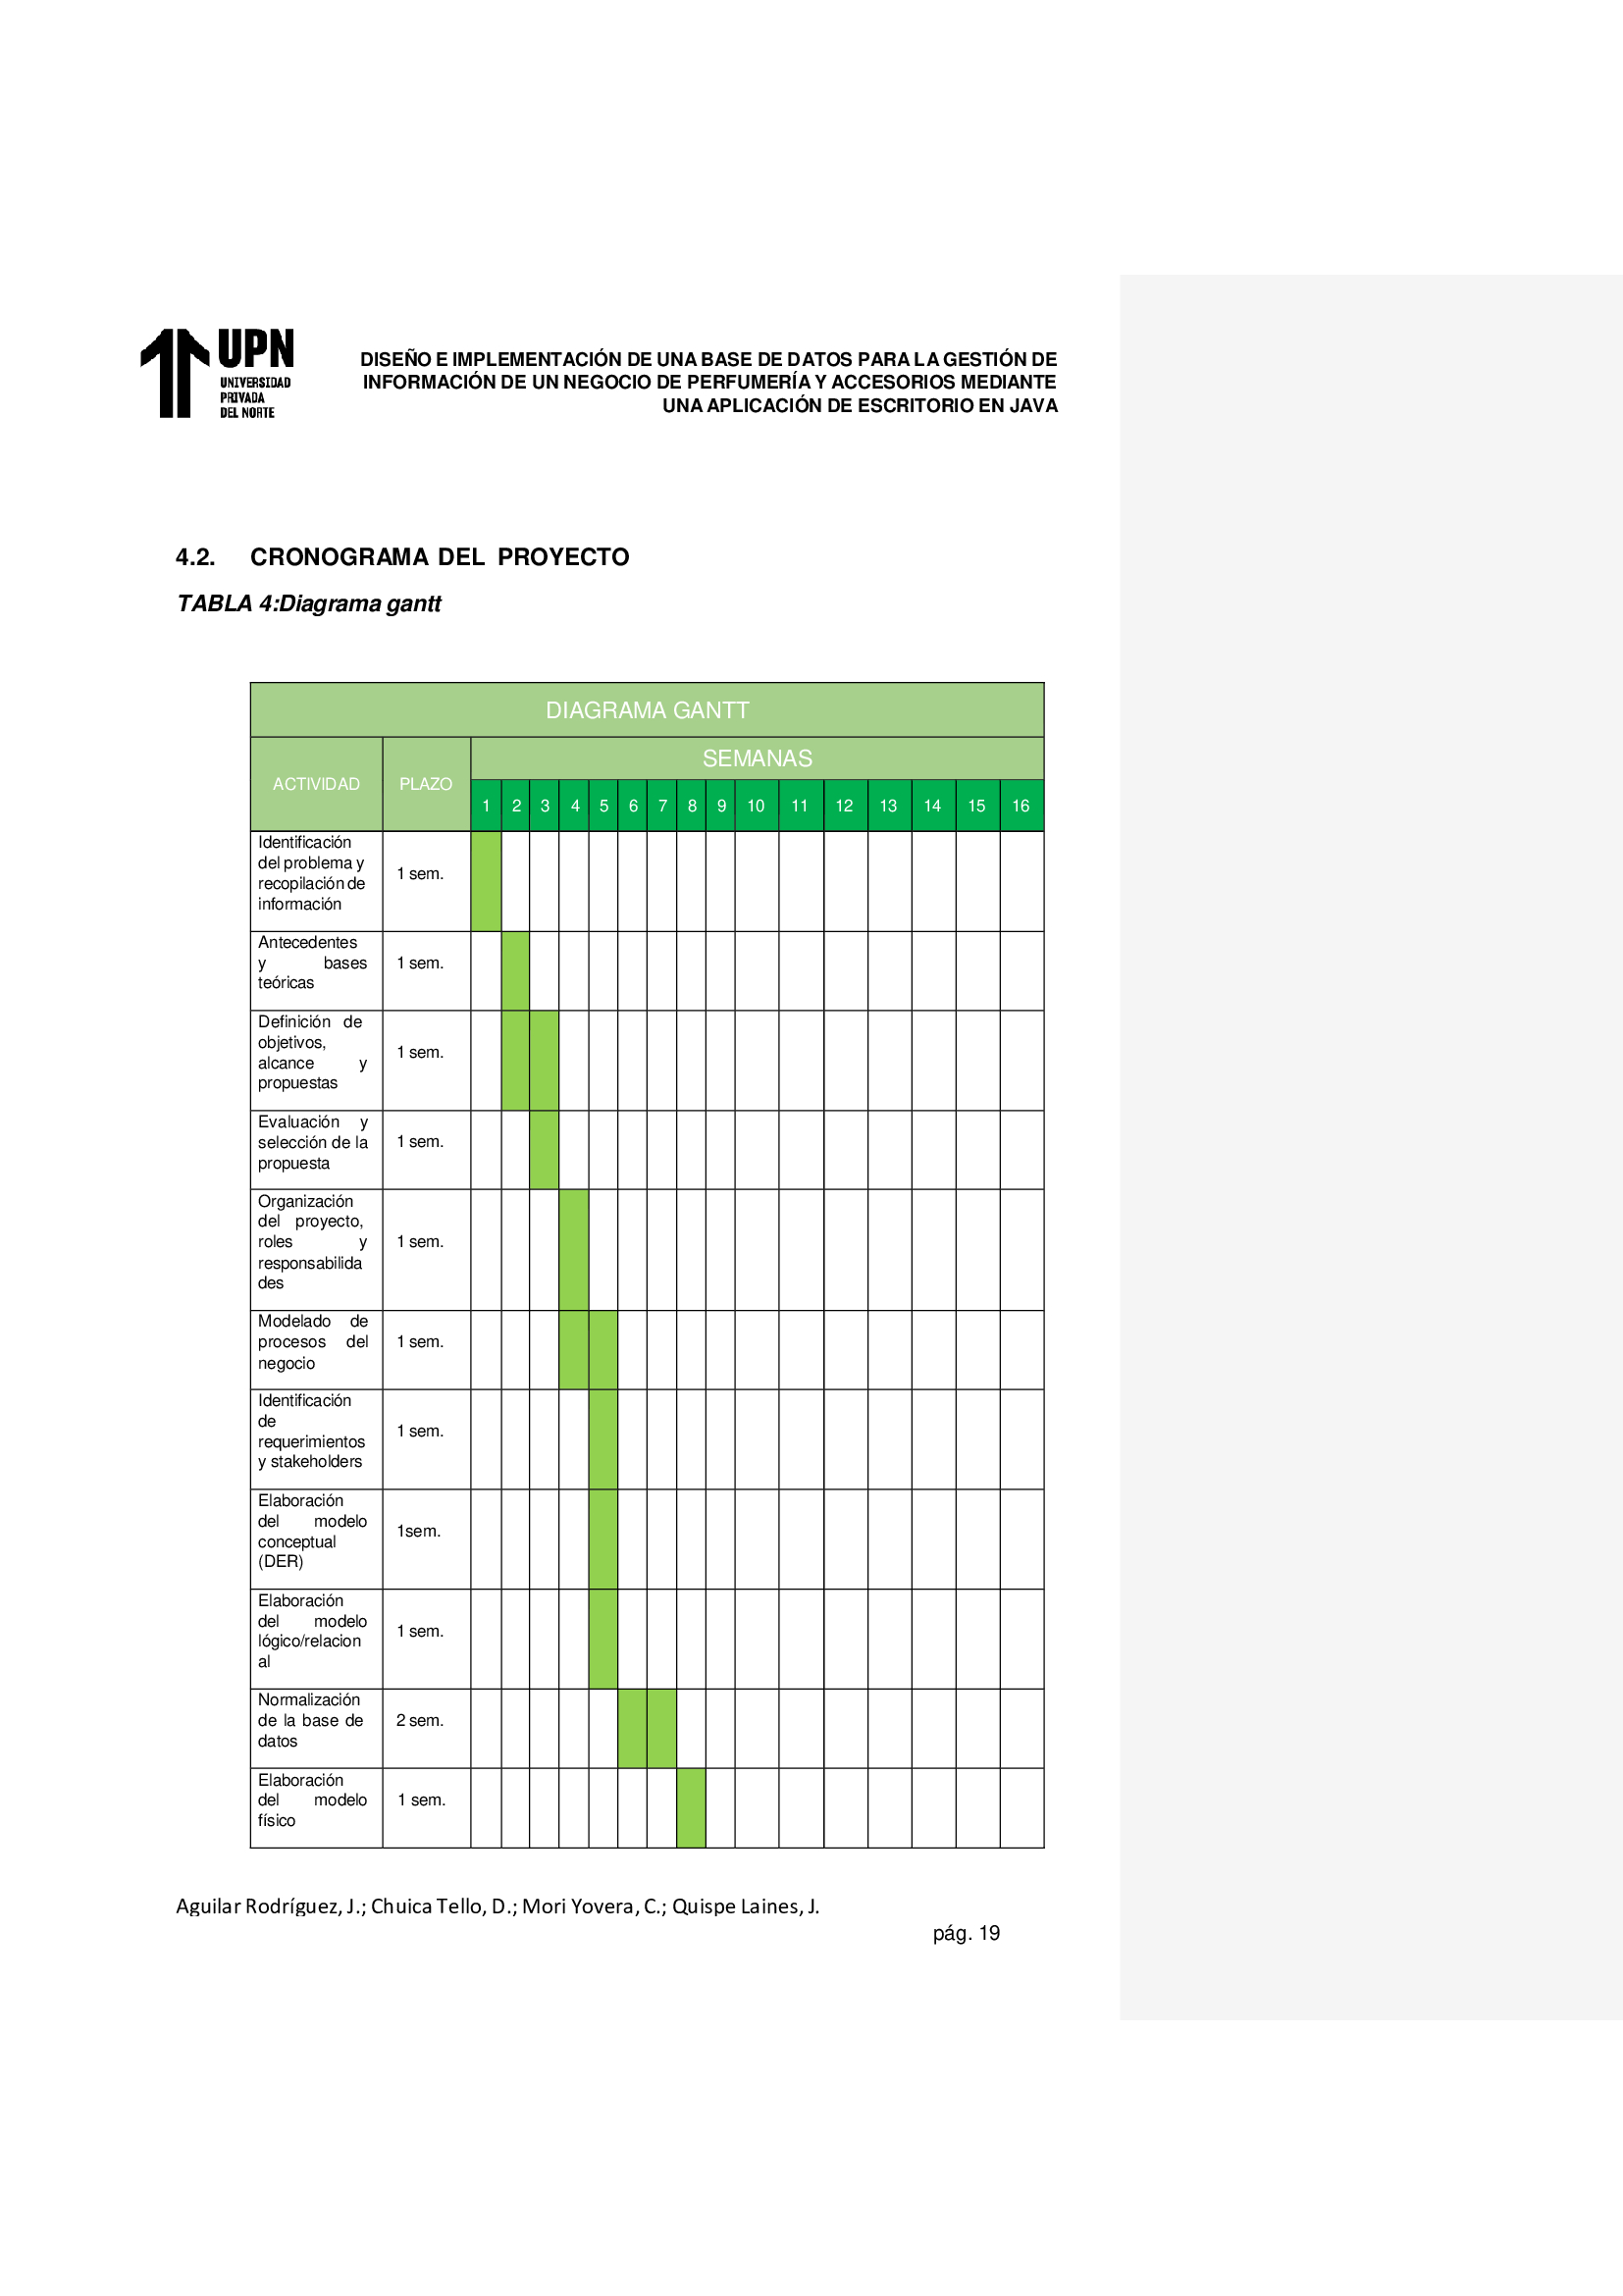 UPN
UNIVERSIDAD
PRIVADA
DEL NORTE
DISEÑO E IMPLEMENTACIÓN DE UNA BASE DE DATOS PARA LA GESTIÓN DE
INFORMACIÓN DE UN NEGOCIO DE PERFUMERÍA Y ACCESORIOS MEDIANTE
UNA APLICACIÓN DE ESCRITORIO EN JAVA
4.2. CRONOGRAMA DEL PROYECTO
TABLA 4:Diagrama gantt
DIAGRAMA GANTT
ACTIVIDAD PLAZO SEMANAS
1 2 3 4 5 6 7 8 9 10 11 12 13 14 15 16
Identificación
del problema y
recopilación de
información
1 sem.
Antecedentes
y bases
teóricas
1 sem.
Definición de
objetivos,
alcance y
propuestas
1 sem.
Evaluación y
selección de la
propuesta
1 sem.
Organización
del proyecto,
roles y
responsabilida
des
1 sem.
Modelado de
procesos del
negocio
1 sem.
Identificación
de
requerimientos
y stakeholders
1 sem.
Elaboración
del modelo
conceptual
(DER)
1sem.
Elaboración
del modelo
lógico/relacion
al
1 sem.
Normalización
de la base de
datos
2 sem.
Elaboración
del modelo
físico
1 sem.
Aguilar Rodríguez, J.; Chuica Tello, D.; Mori Yovera, C.; Quispe Laines, J.
pág. 19